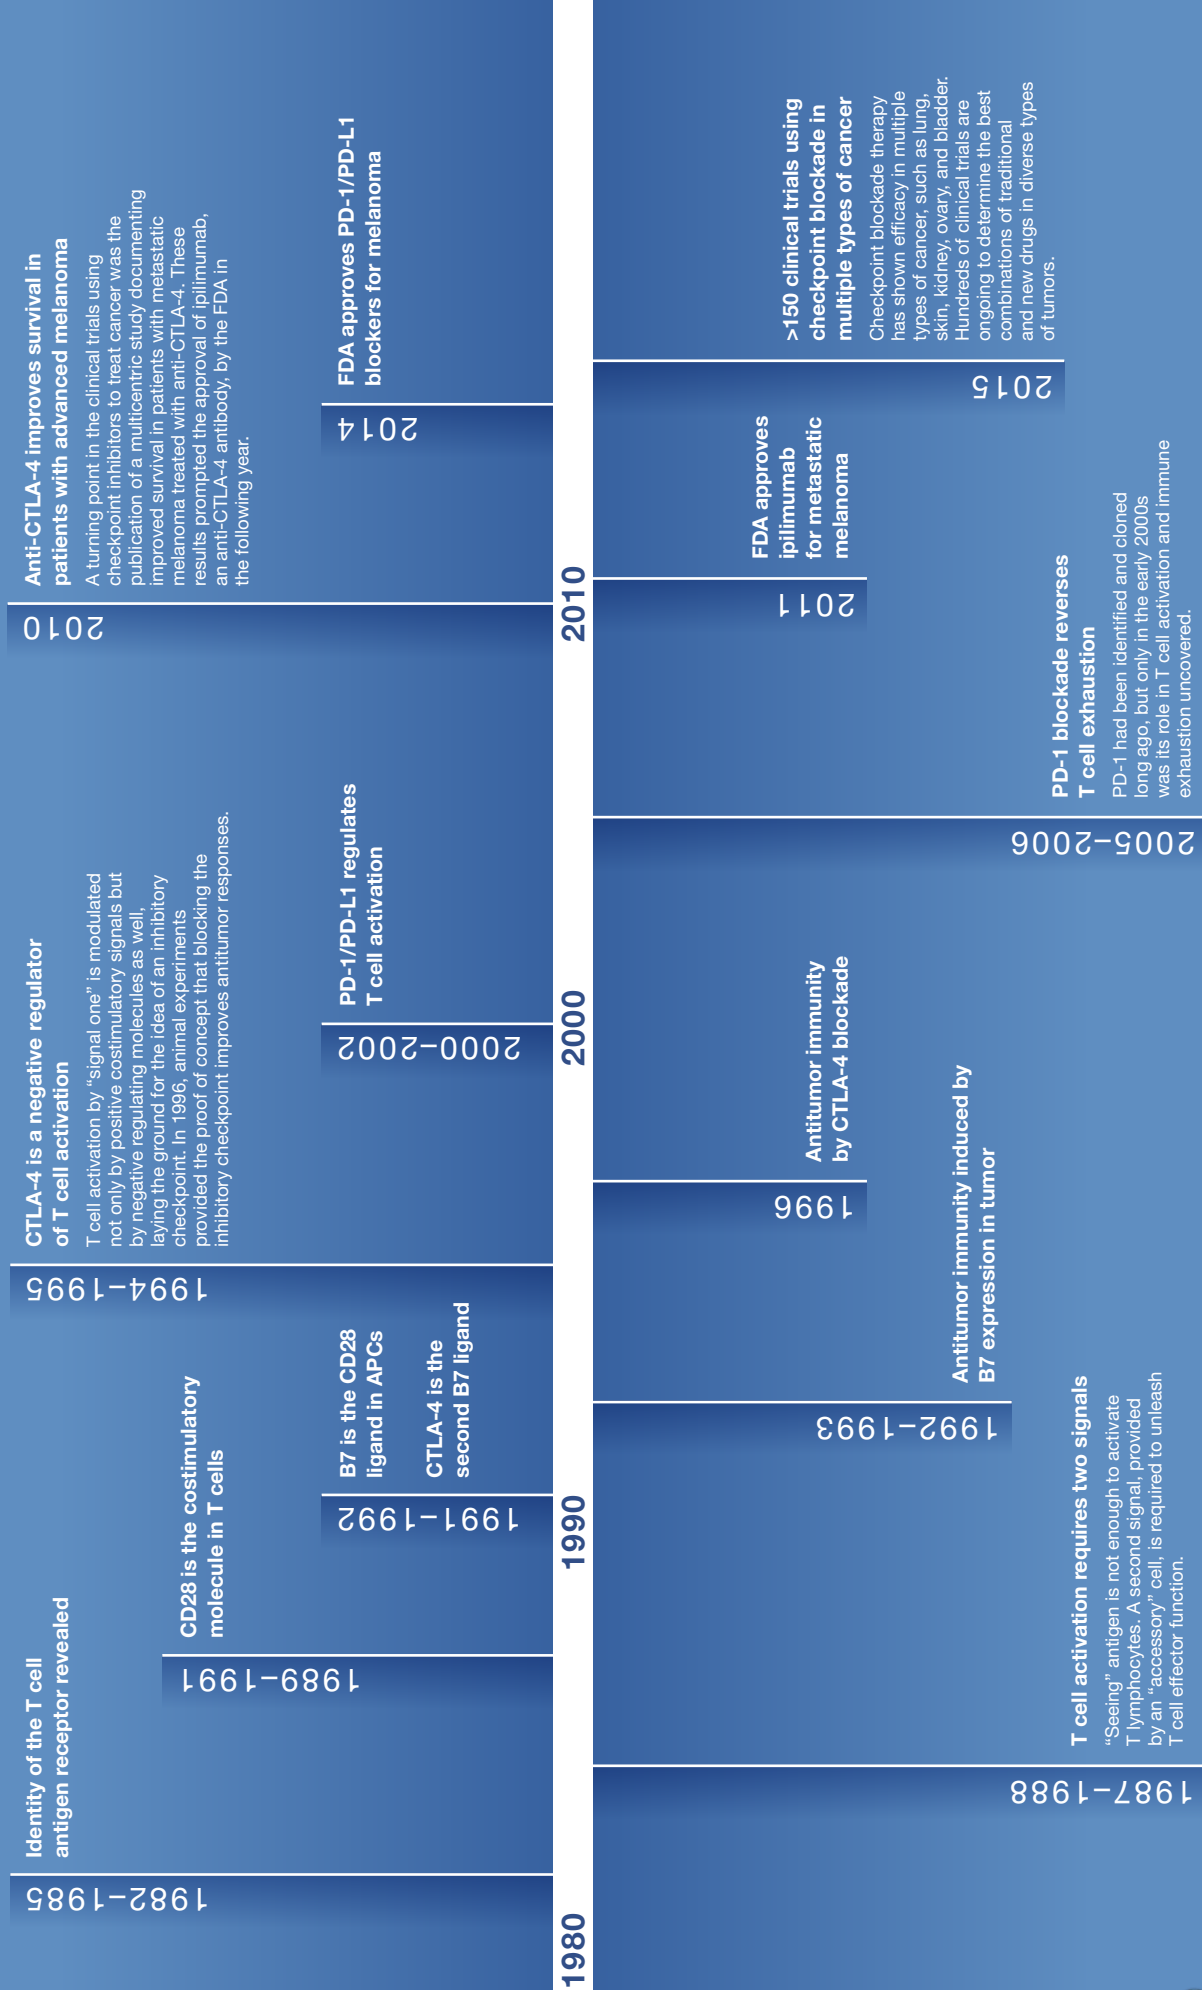 1982–1985
Identity of the T cell
antigen receptor revealed
1989–1991
CD28 is the costimulatory
molecule in T cells
1991–1992
B7 is the CD28
ligand in APCs
CTLA-4 is the
second B7 ligand
1994–1995
CTLA-4 is a negative regulator
of T cell activation
T cell activation by “signal one” is modulated
not only by positive costimulatory signals but
by negative regulating molecules as well,
laying the ground for the idea of an inhibitory
checkpoint. In 1996, animal experiments
provided the proof of concept that blocking the
inhibitory checkpoint improves antitumor responses.
2000–2002
PD-1/PD-L1 regulates
T cell activation
2010
Anti-CTLA-4 improves survival in
patients with advanced melanoma
A turning point in the clinical trials using
checkpoint inhibitors to treat cancer was the
publication of a multicentric study documenting
improved survival in patients with metastatic
melanoma treated with anti-CTLA-4. These
results prompted the approval of ipilimumab,
an anti-CTLA-4 antibody, by the FDA in
the following year.
2014
FDA approves PD-1/PD-L1
blockers for melanoma
1980
1990
2000
2010
1987–1988
T cell activation requires two signals
“Seeing” antigen is not enough to activate
T lymphocytes. A second signal, provided
by an “accessory” cell, is required to unleash
T cell effector function.
1992–1993
Antitumor immunity induced by
B7 expression in tumor
1996
Antitumor immunity
by CTLA-4 blockade
2005–2006
PD-1 blockade reverses
T cell exhaustion
PD-1 had been identified and cloned
long ago, but only in the early 2000s
was its role in T cell activation and immune
exhaustion uncovered.
2011
FDA approves
ipilimumab
for metastatic
melanoma
2015
>150 clinical trials using
checkpoint blockade in
multiple types of cancer
Checkpoint blockade therapy
has shown efficacy in multiple
types of cancer, such as lung,
skin, kidney, ovary, and bladder.
Hundreds of clinical trials are
ongoing to determine the best
combinations of traditional
and new drugs in diverse types
of tumors.